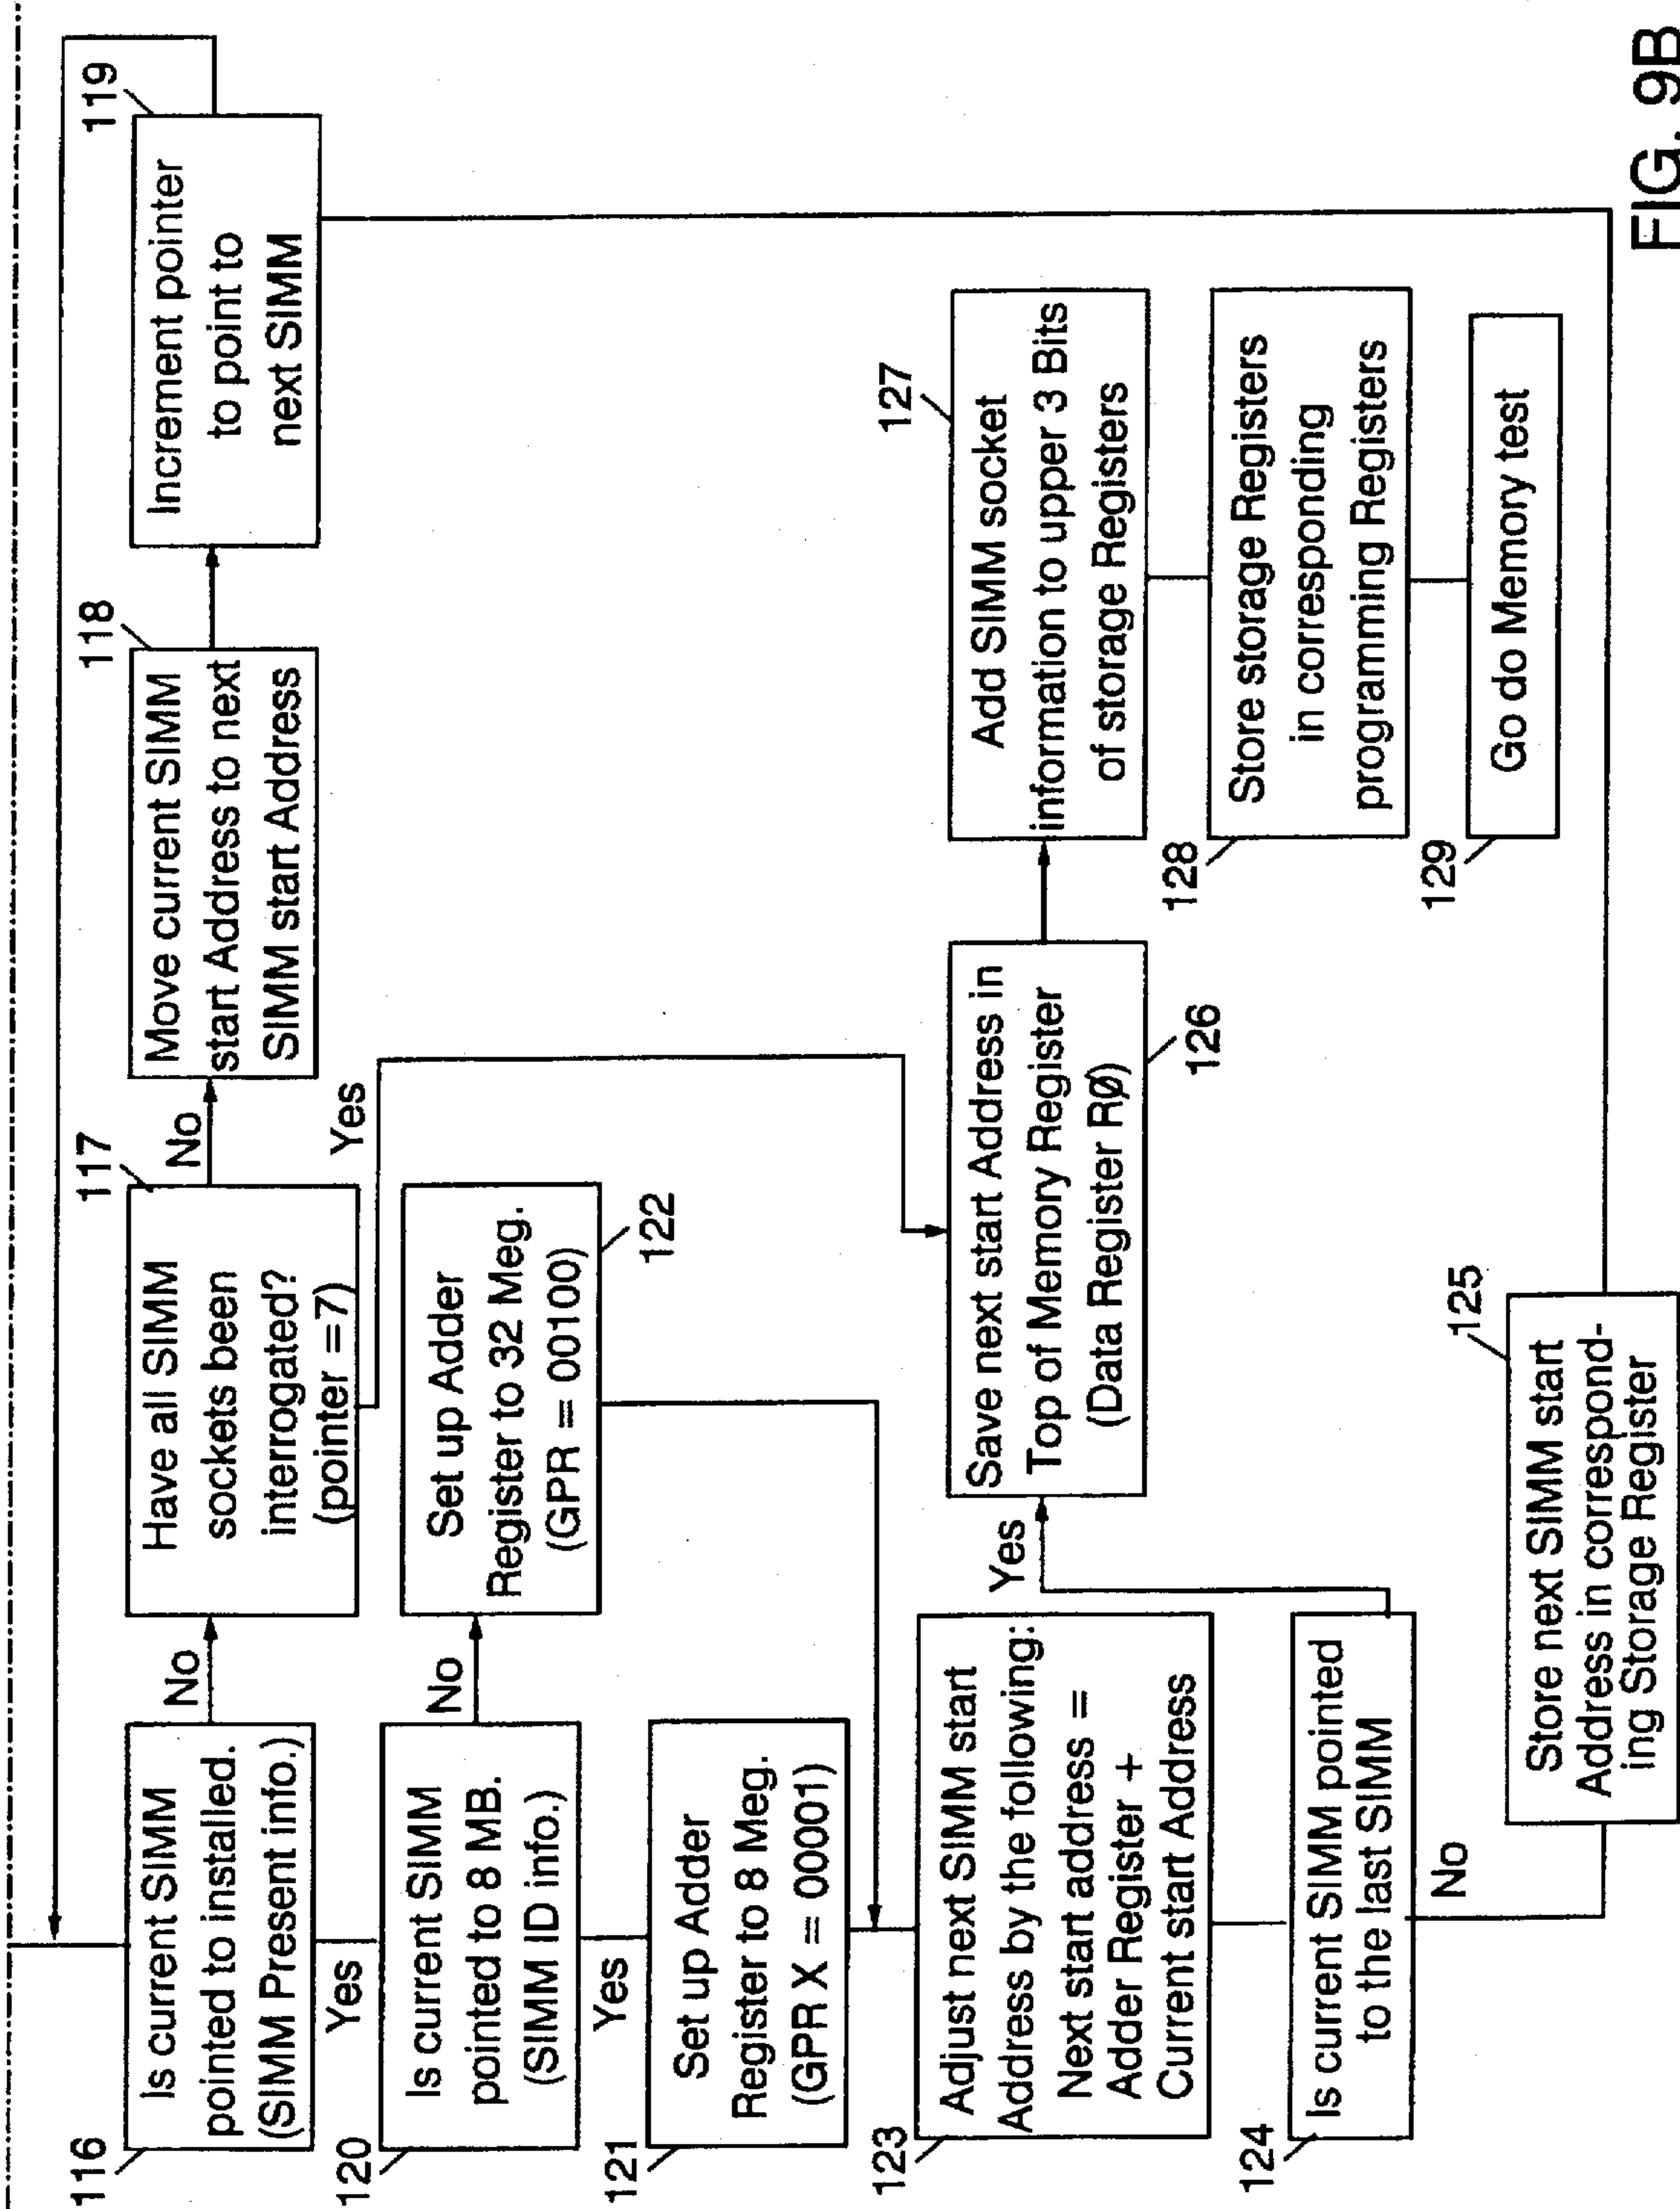 116
Is current SIMM
pointed to installed.
(SIMM Present info.)
No
Yes
117
Have all SIMM
sockets been
interrogated?
(pointer =7)
No
Yes
118
Move current SIMM
start Address to next
SIMM start Address
119
Increment pointer
to point to
next SIMM
120
Is current SIMM
pointed to 8 MB.
(SIMM ID info.)
No
Yes
122
Set up Adder
Register to 32 Meg.
(GPR = 00100)
121
Set up Adder
Register to 8 Meg.
(GPR X = 00001)
123
Adjust next SIMM start
Address by the following:
Next start address =
Adder Register +
Current start Address
124
Is current SIMM pointed
to the last SIMM
Yes
No
125
Store next SIMM start
Address in correspond-
ing Storage Register
126
Save next start Address in
Top of Memory Register
(Data Register RØ)
127
Add SIMM socket
information to upper 3 Bits
of storage Registers
128
Store storage Registers
in corresponding
programming Registers
129
Go do Memory test
FIG. 9B